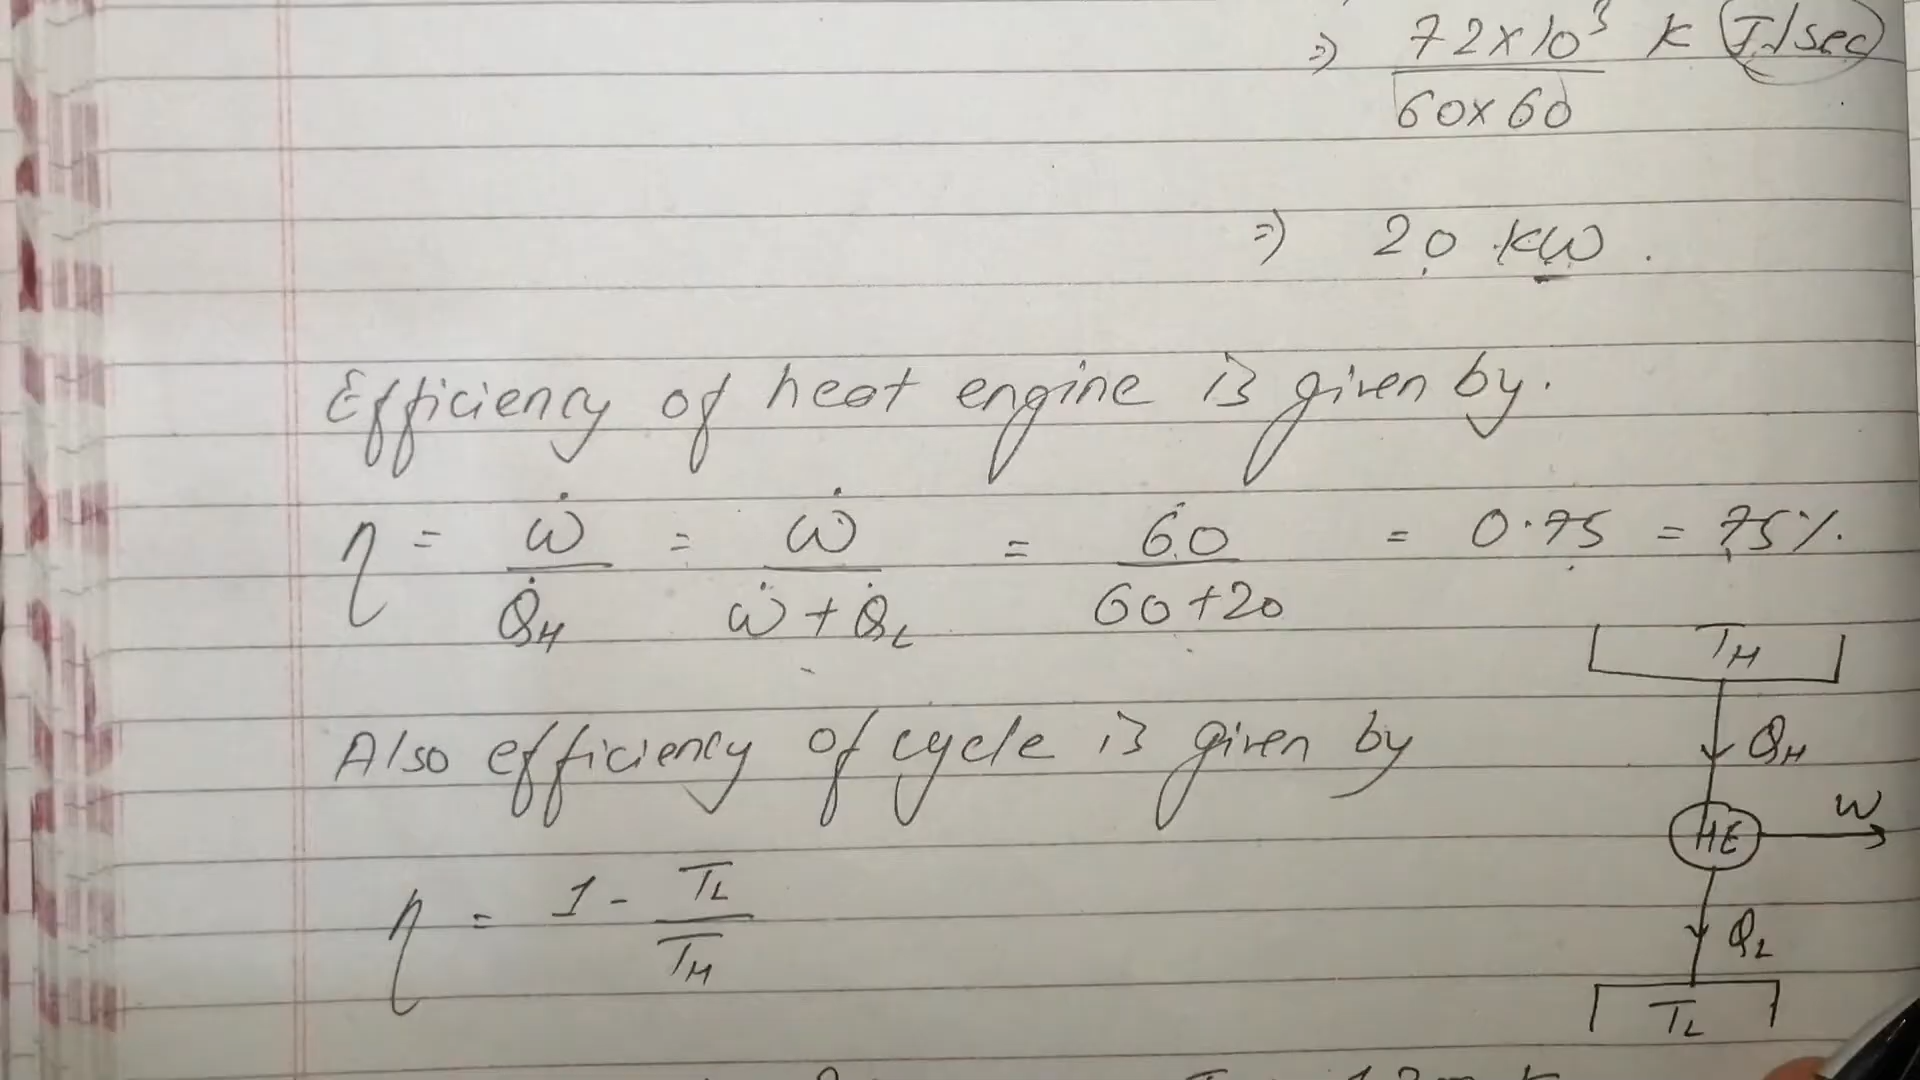 ⇒ 72×10³ / 60×60 k J/sec
⇒ 20 kW.
Efficiency of heat engine is given by.
η = Ẇ / Q̇H = Ẇ / Ẇ + Q̇L = 60 / 60+20 = 0.75 = 75%.
TH
Also efficiency of cycle is given by
QH
W
HE
η = 1 - TL / TH
QL
TL